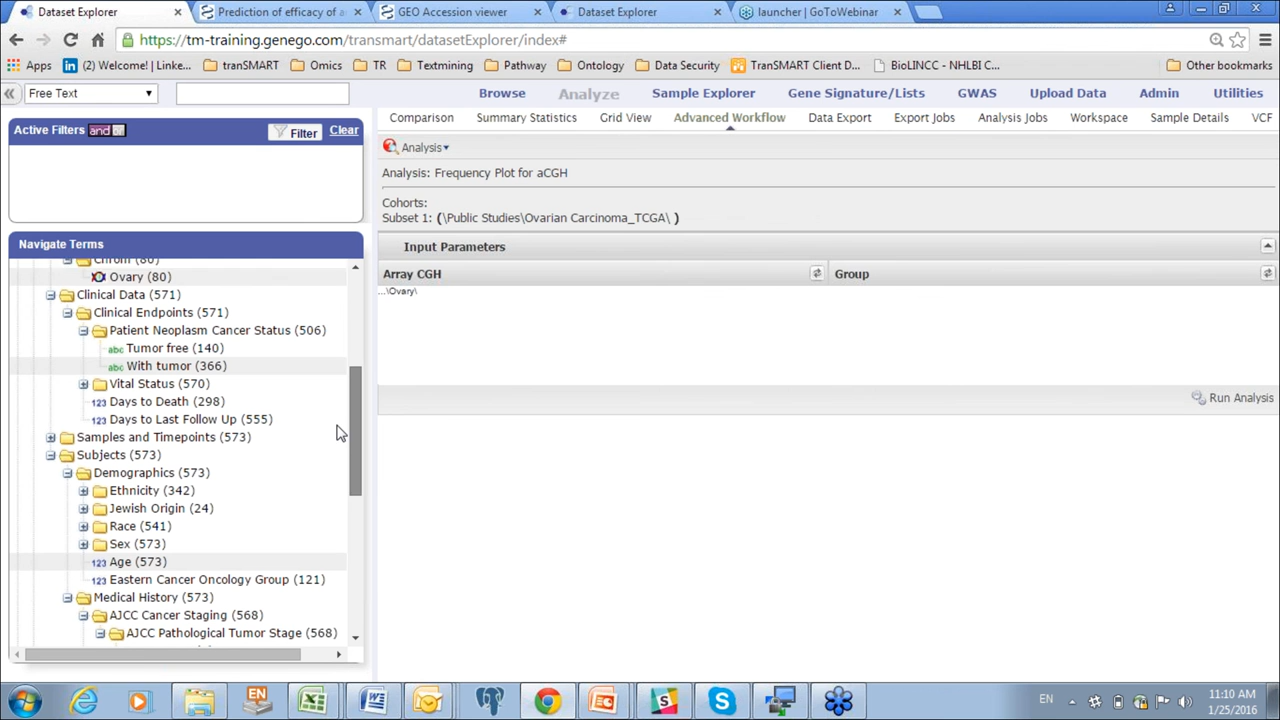 Dataset Explorer
Prediction of efficacy of a
GEO Accession viewer
Dataset Explorer
launcher | GoToWebinar
https://tm-training.genego.com/transmart/datasetExplorer/index#
Apps
(2) Welcome! | Linke...
tranSMART
Omics
TR
Textmining
Pathway
Ontology
Data Security
TranSMART Client D...
BioLINCC - NHLBI C...
Other bookmarks
Free Text
Browse
Analyze
Sample Explorer
Gene Signature/Lists
GWAS
Upload Data
Admin
Utilities
Active Filters and or
Filter
Clear
Comparison
Summary Statistics
Grid View
Advanced Workflow
Data Export
Export Jobs
Analysis Jobs
Workspace
Sample Details
VCF
Analysis
Analysis: Frequency Plot for aCGH
Cohorts:
Subset 1: (\Public Studies\Ovarian Carcinoma_TCGA\ )
Input Parameters
Array CGH
Group
...\Ovary\
Run Analysis
Navigate Terms
Chrom (80)
Ovary (80)
Clinical Data (571)
Clinical Endpoints (571)
Patient Neoplasm Cancer Status (506)
Tumor free (140)
With tumor (366)
Vital Status (570)
Days to Death (298)
Days to Last Follow Up (555)
Samples and Timepoints (573)
Subjects (573)
Demographics (573)
Ethnicity (342)
Jewish Origin (24)
Race (541)
Sex (573)
Age (573)
Eastern Cancer Oncology Group (121)
Medical History (573)
AJCC Cancer Staging (568)
AJCC Pathological Tumor Stage (568)
EN
11:10 AM
1/25/2016